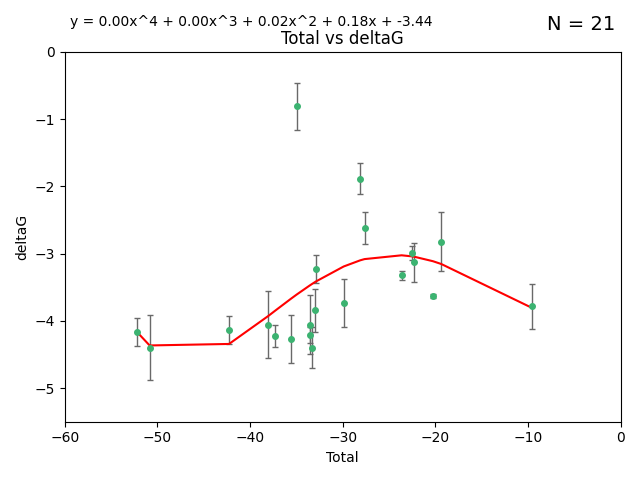 y = 0.00x^4 + 0.00x^3 + 0.02x^2 + 0.18x + -3.44
N = 21
Total vs deltaG
0
−1
−2
−3
−4
−5
deltaG
−60 −50 −40 −30 −20 −10 0
Total